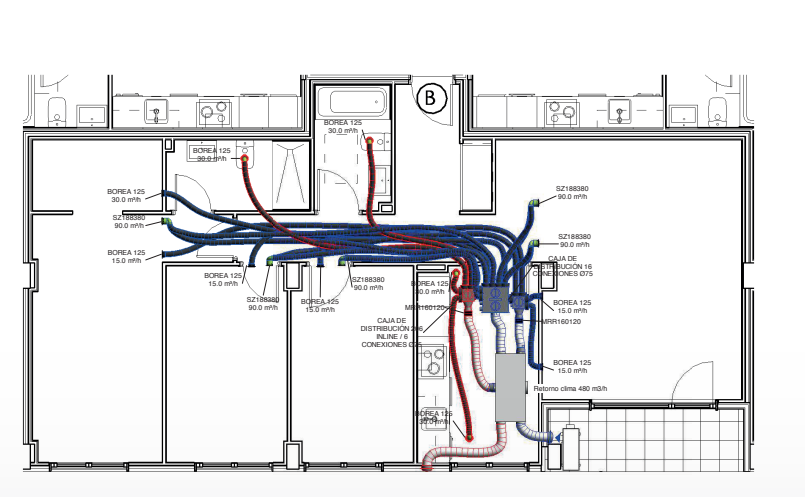 B
BOREA 125
30.0 m³/h
BOREA 125
30.0 m³/h
BOREA 125
30.0 m³/h
SZ188380
90.0 m³/h
BOREA 125
15.0 m³/h
SZ188380
90.0 m³/h
SZ188380
90.0 m³/h
CAJA DE
DISTRIBUCIÓN 16
CONEXIONES Ø75
BOREA 125
15.0 m³/h
SZ188380
90.0 m³/h
BOREA 125
15.0 m³/h
SZ188380
90.0 m³/h
BOREA 125
MRR160120
CAJA DE
DISTRIBUCIÓN
INLINE / 6
CONEXIONES
BOREA 125
15.0 m³/h
MRR160120
BOREA 125
15.0 m³/h
Retorno clima 480 m3/h
BOREA 125